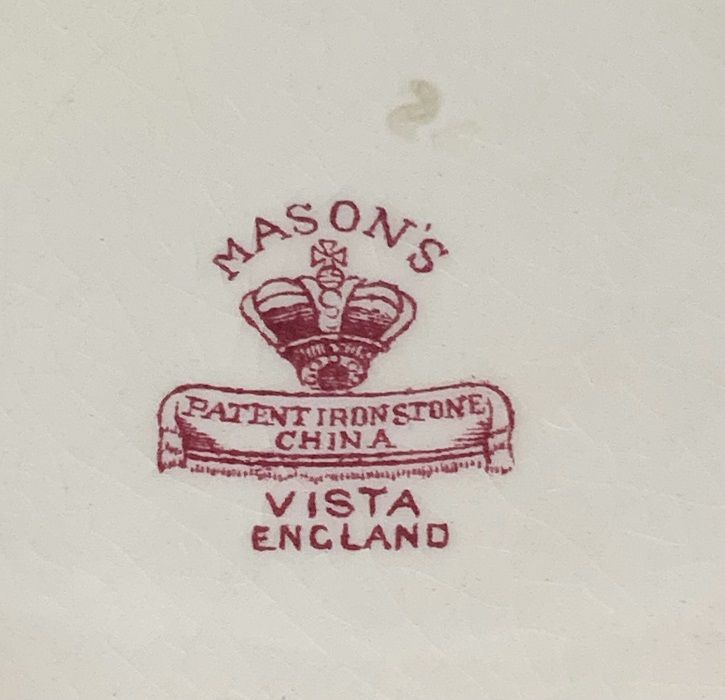 MASON'S
PATENT IRONSTONE
CHINA
VISTA
ENGLAND